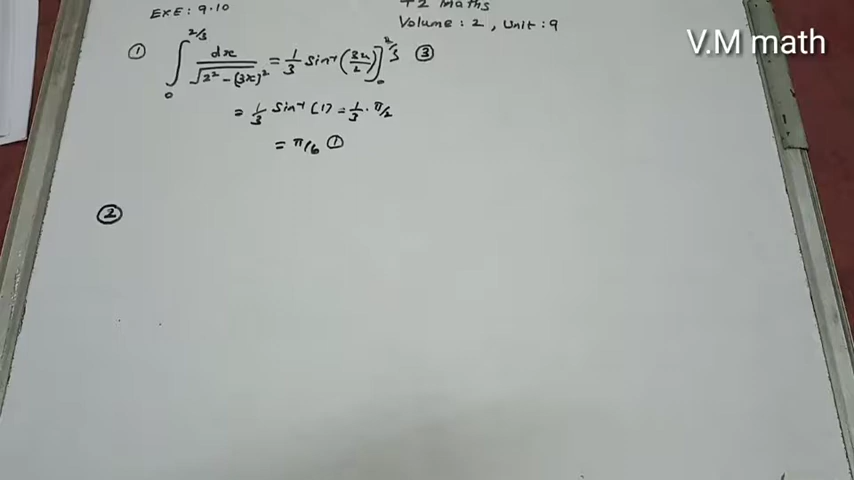 +2 Maths
EXE: 9.10
Volume: 2, Unit: 9
V.M math
① ∫₀^{2/3} dx / √(2² − (3x)²) = 1/3 sin⁻¹(3x/2)]₀^{2/3} ③
= 1/3 sin⁻¹(1) = 1/3 · π/2
= π/6 ①
②